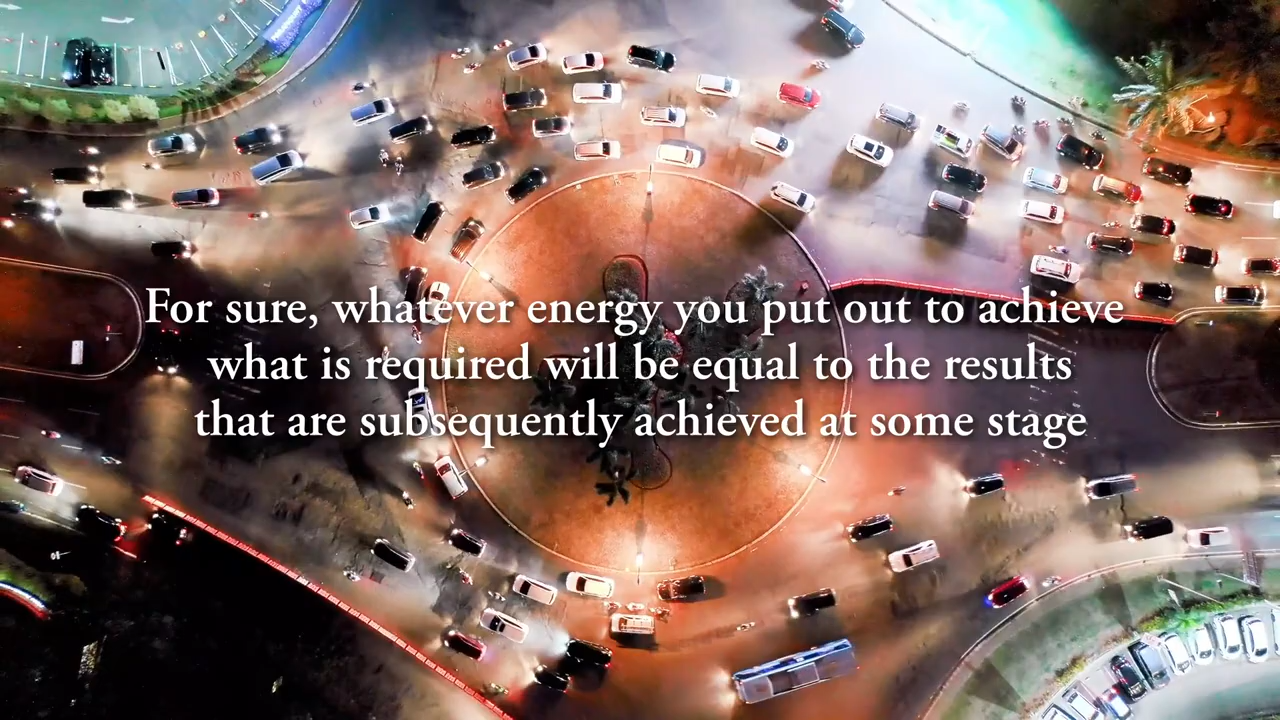 For sure, whatever energy you put out to achieve
what is required will be equal to the results
that are subsequently achieved at some stage